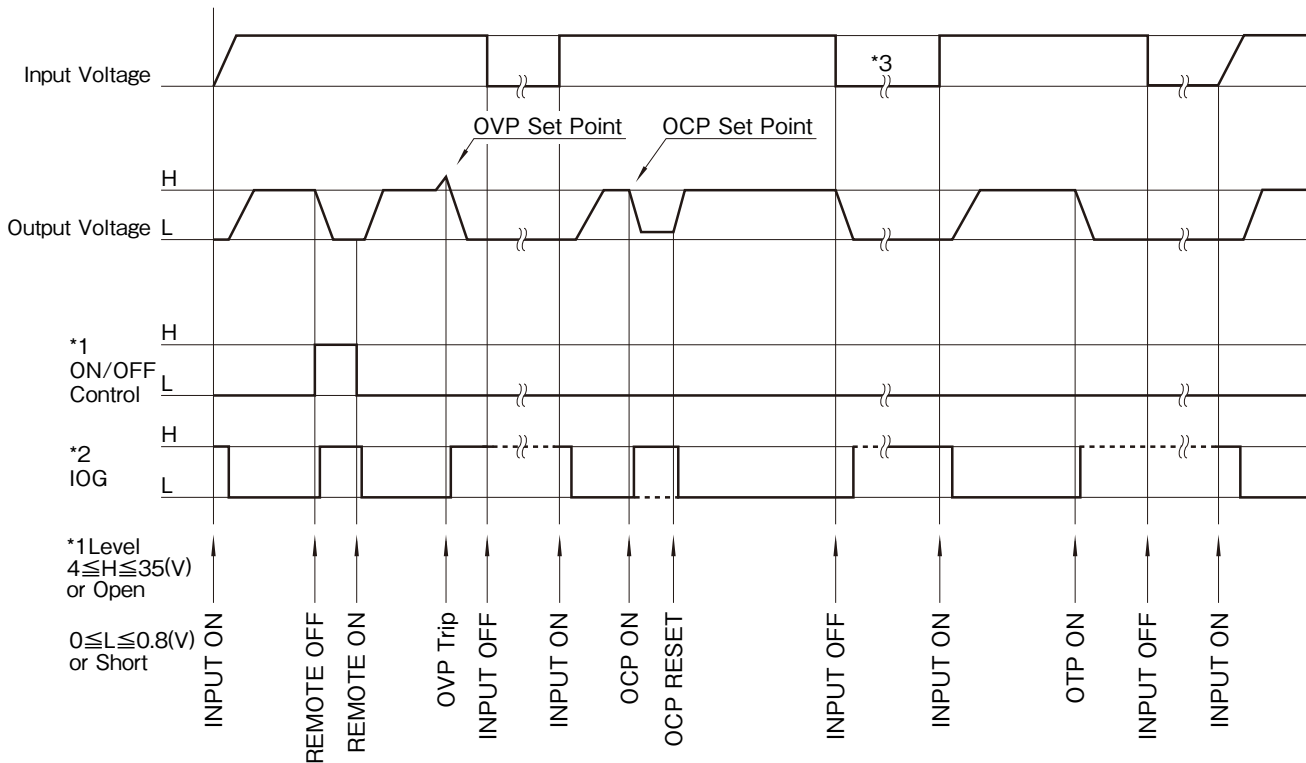 Input Voltage
*3
OVP Set Point
OCP Set Point
H
Output Voltage L
H
*1
ON/OFF
Control
L
H
*2
IOG
L
*1Level
4≦H≦35(V)
or Open
0≦L≦0.8(V)
or Short
INPUT ON
REMOTE OFF
REMOTE ON
OVP Trip
INPUT OFF
INPUT ON
OCP ON
OCP RESET
INPUT OFF
INPUT ON
OTP ON
INPUT OFF
INPUT ON